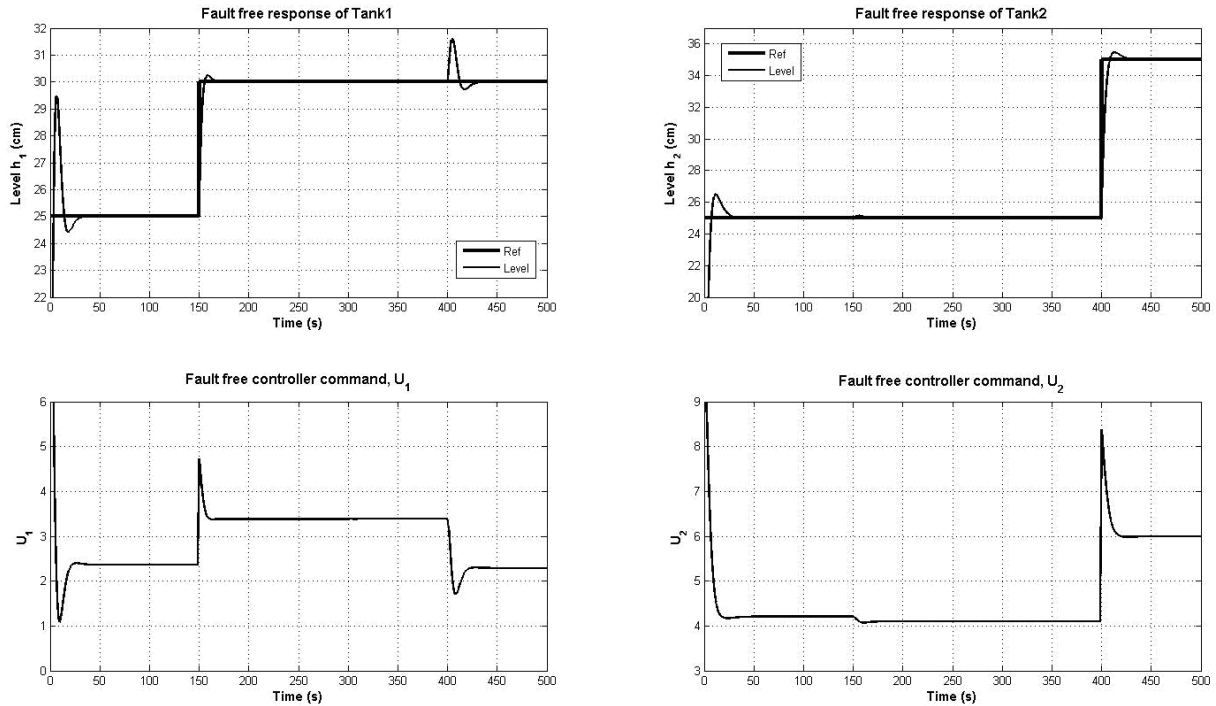 Fault free response of Tank1
32
31
30
29
28
27
26
25
24
23
22
Level h1 (cm)
Ref
Level
0 50 100 150 200 250 300 350 400 450 500
Time (s)
Fault free response of Tank2
36
34
32
30
28
26
24
22
20
Level h2 (cm)
Ref
Level
0 50 100 150 200 250 300 350 400 450 500
Time (s)
Fault free controller command, U1
6
5
4
3
2
1
0
U1
0 50 100 150 200 250 300 350 400 450 500
Time (s)
Fault free controller command, U2
9
8
7
6
5
4
3
U2
0 50 100 150 200 250 300 350 400 450 500
Time (s)